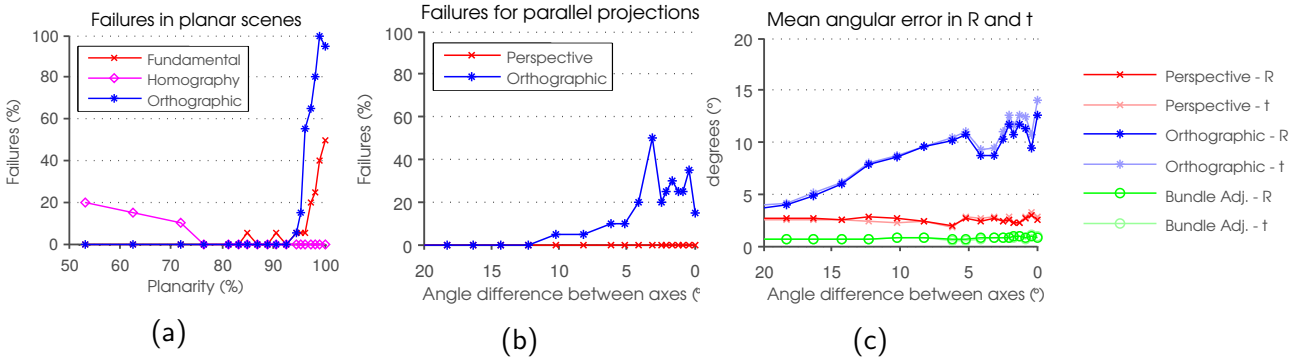 Failures in planar scenes
100
80
60
40
20
0
Failures (%)
Fundamental
Homography
Orthographic
50 60 70 80 90 100
Planarity (%)
(a)
Failures for parallel projections
100
80
60
40
20
0
Failures (%)
Perspective
Orthographic
20 15 10 5 0
Angle difference between axes (°
(b)
Mean angular error in R and t
20
15
10
5
0
degrees (°)
20 15 10 5 0
Angle difference between axes (°)
(c)
Perspective - R
Perspective - t
Orthographic - R
Orthographic - t
Bundle Adj. - R
Bundle Adj. - t